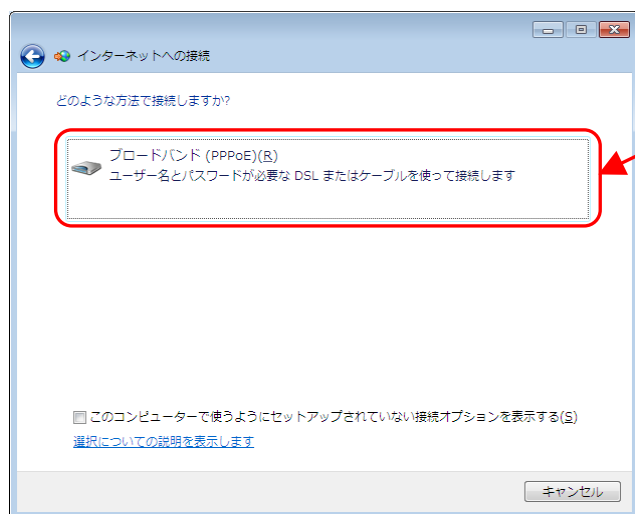 インターネットへの接続
どのような方法で接続しますか?
ブロードバンド (PPPoE)(R)
ユーザー名とパスワードが必要な DSL またはケーブルを使って接続します
このコンピューターで使うようにセットアップされていない接続オプションを表示する(S)
選択についての説明を表示します
キャンセル